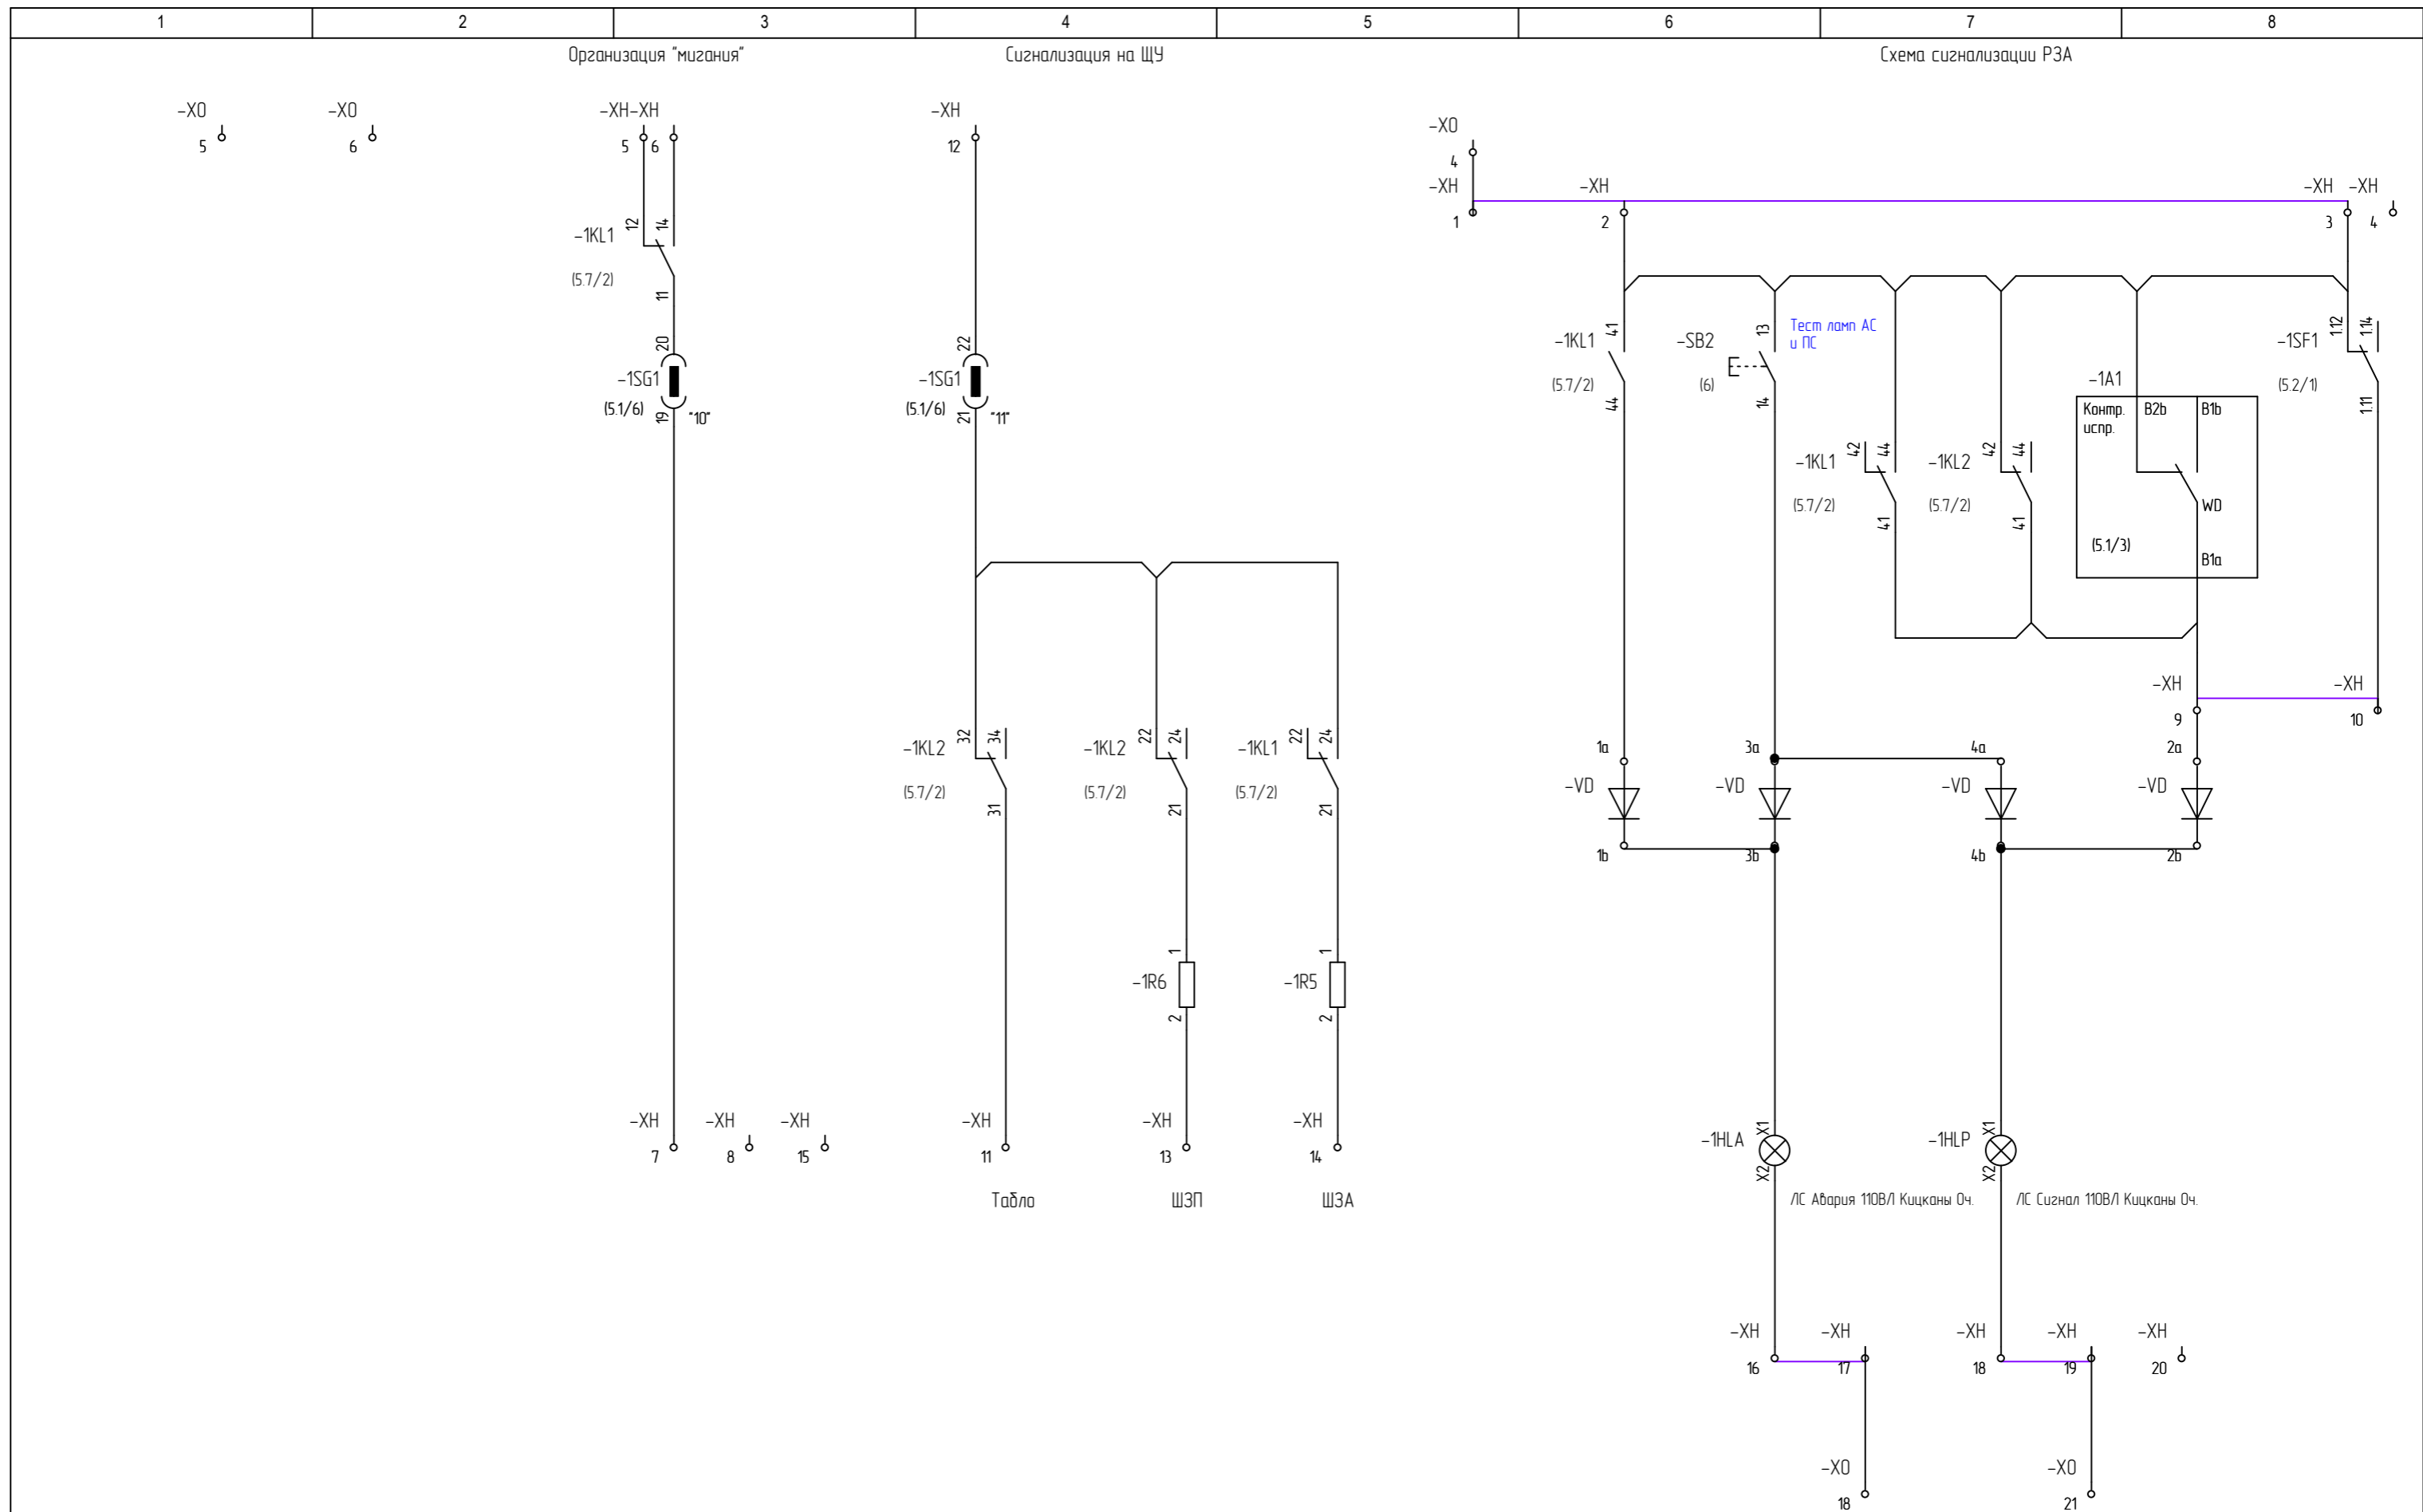 1 2 3 4 5 6 7 8
Организация "мигания" Сигнализация на ЩУ Схема сигнализации РЗА
-XO -XO -XH-XH -XH
5 6 5 6 12
-XO
4
-XH -XH -XH -XH
1 2 3 4
12 14
-1KL1
(5.7/2)
11
20 22
-1SG1 -1SG1
(5.1/6) (5.1/6)
19 "10" 21 "11"
41 13 Тест ламп АС
и ПС
1.12 1.14
-1KL1 -SB2 -1SF1
(5.7/2) (6) (5.2/1)
44 14 1.11
-1A1
Контр.
испр.
B2b B1b
42 44 42 44
-1KL1 -1KL2
(5.7/2) (5.7/2)
41 41
WD
(5.1/3)
B1a
-XH -XH
9 10
32 34 22 24 22 24
-1KL2 -1KL2 -1KL1
(5.7/2) (5.7/2) (5.7/2)
31 21 21
1a 3a 4a 2a
-VD -VD -VD -VD
1b 3b 4b 2b
1 1
-1R6 -1R5
2 2
-XH -XH -XH -XH -XH -XH
7 8 15 11 13 14
Табло ШЗП ШЗА
X1 X1
-1HLA -1HLP
X2 X2
ЛС Авария 110ВЛ Кицканы Оч. ЛС Сигнал 110ВЛ Кицканы Оч.
-XH -XH -XH -XH -XH
16 17 18 19 20
-XO -XO
18 21